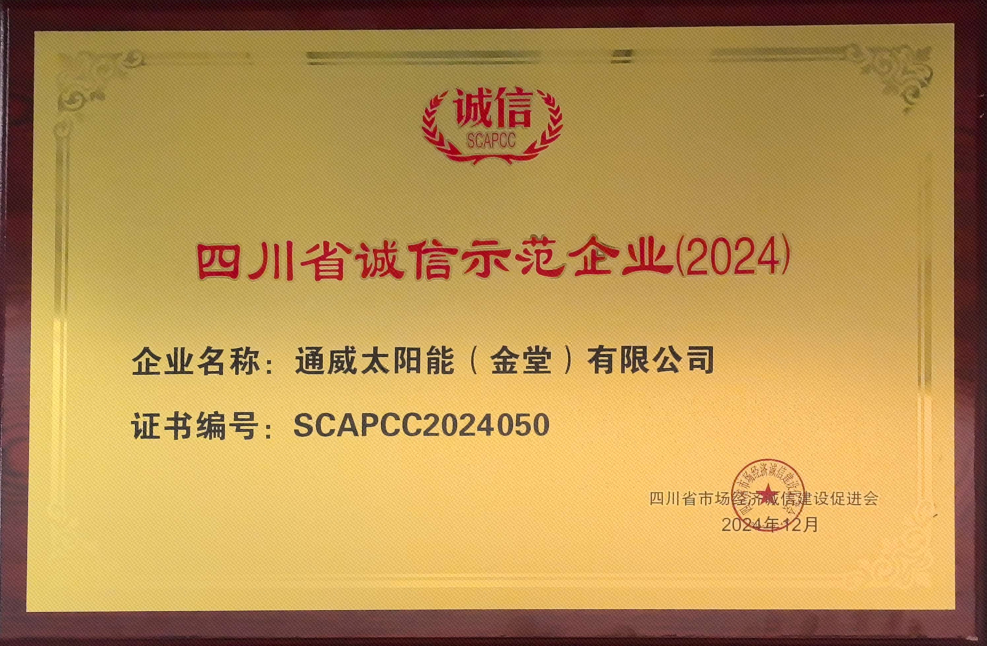 诚信
SCAPCC
四川省诚信示范企业(2024)
企业名称：通威太阳能（金堂）有限公司
证书编号：SCAPCC2024050
四川省市场经济诚信建设促进会
2024年12月